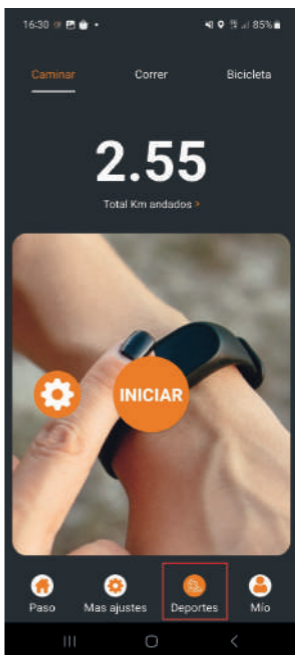 16:30
85%
Caminar Correr Bicicleta
2.55
Total Km andados >
INICIAR
Paso Mas ajustes Deportes Mío